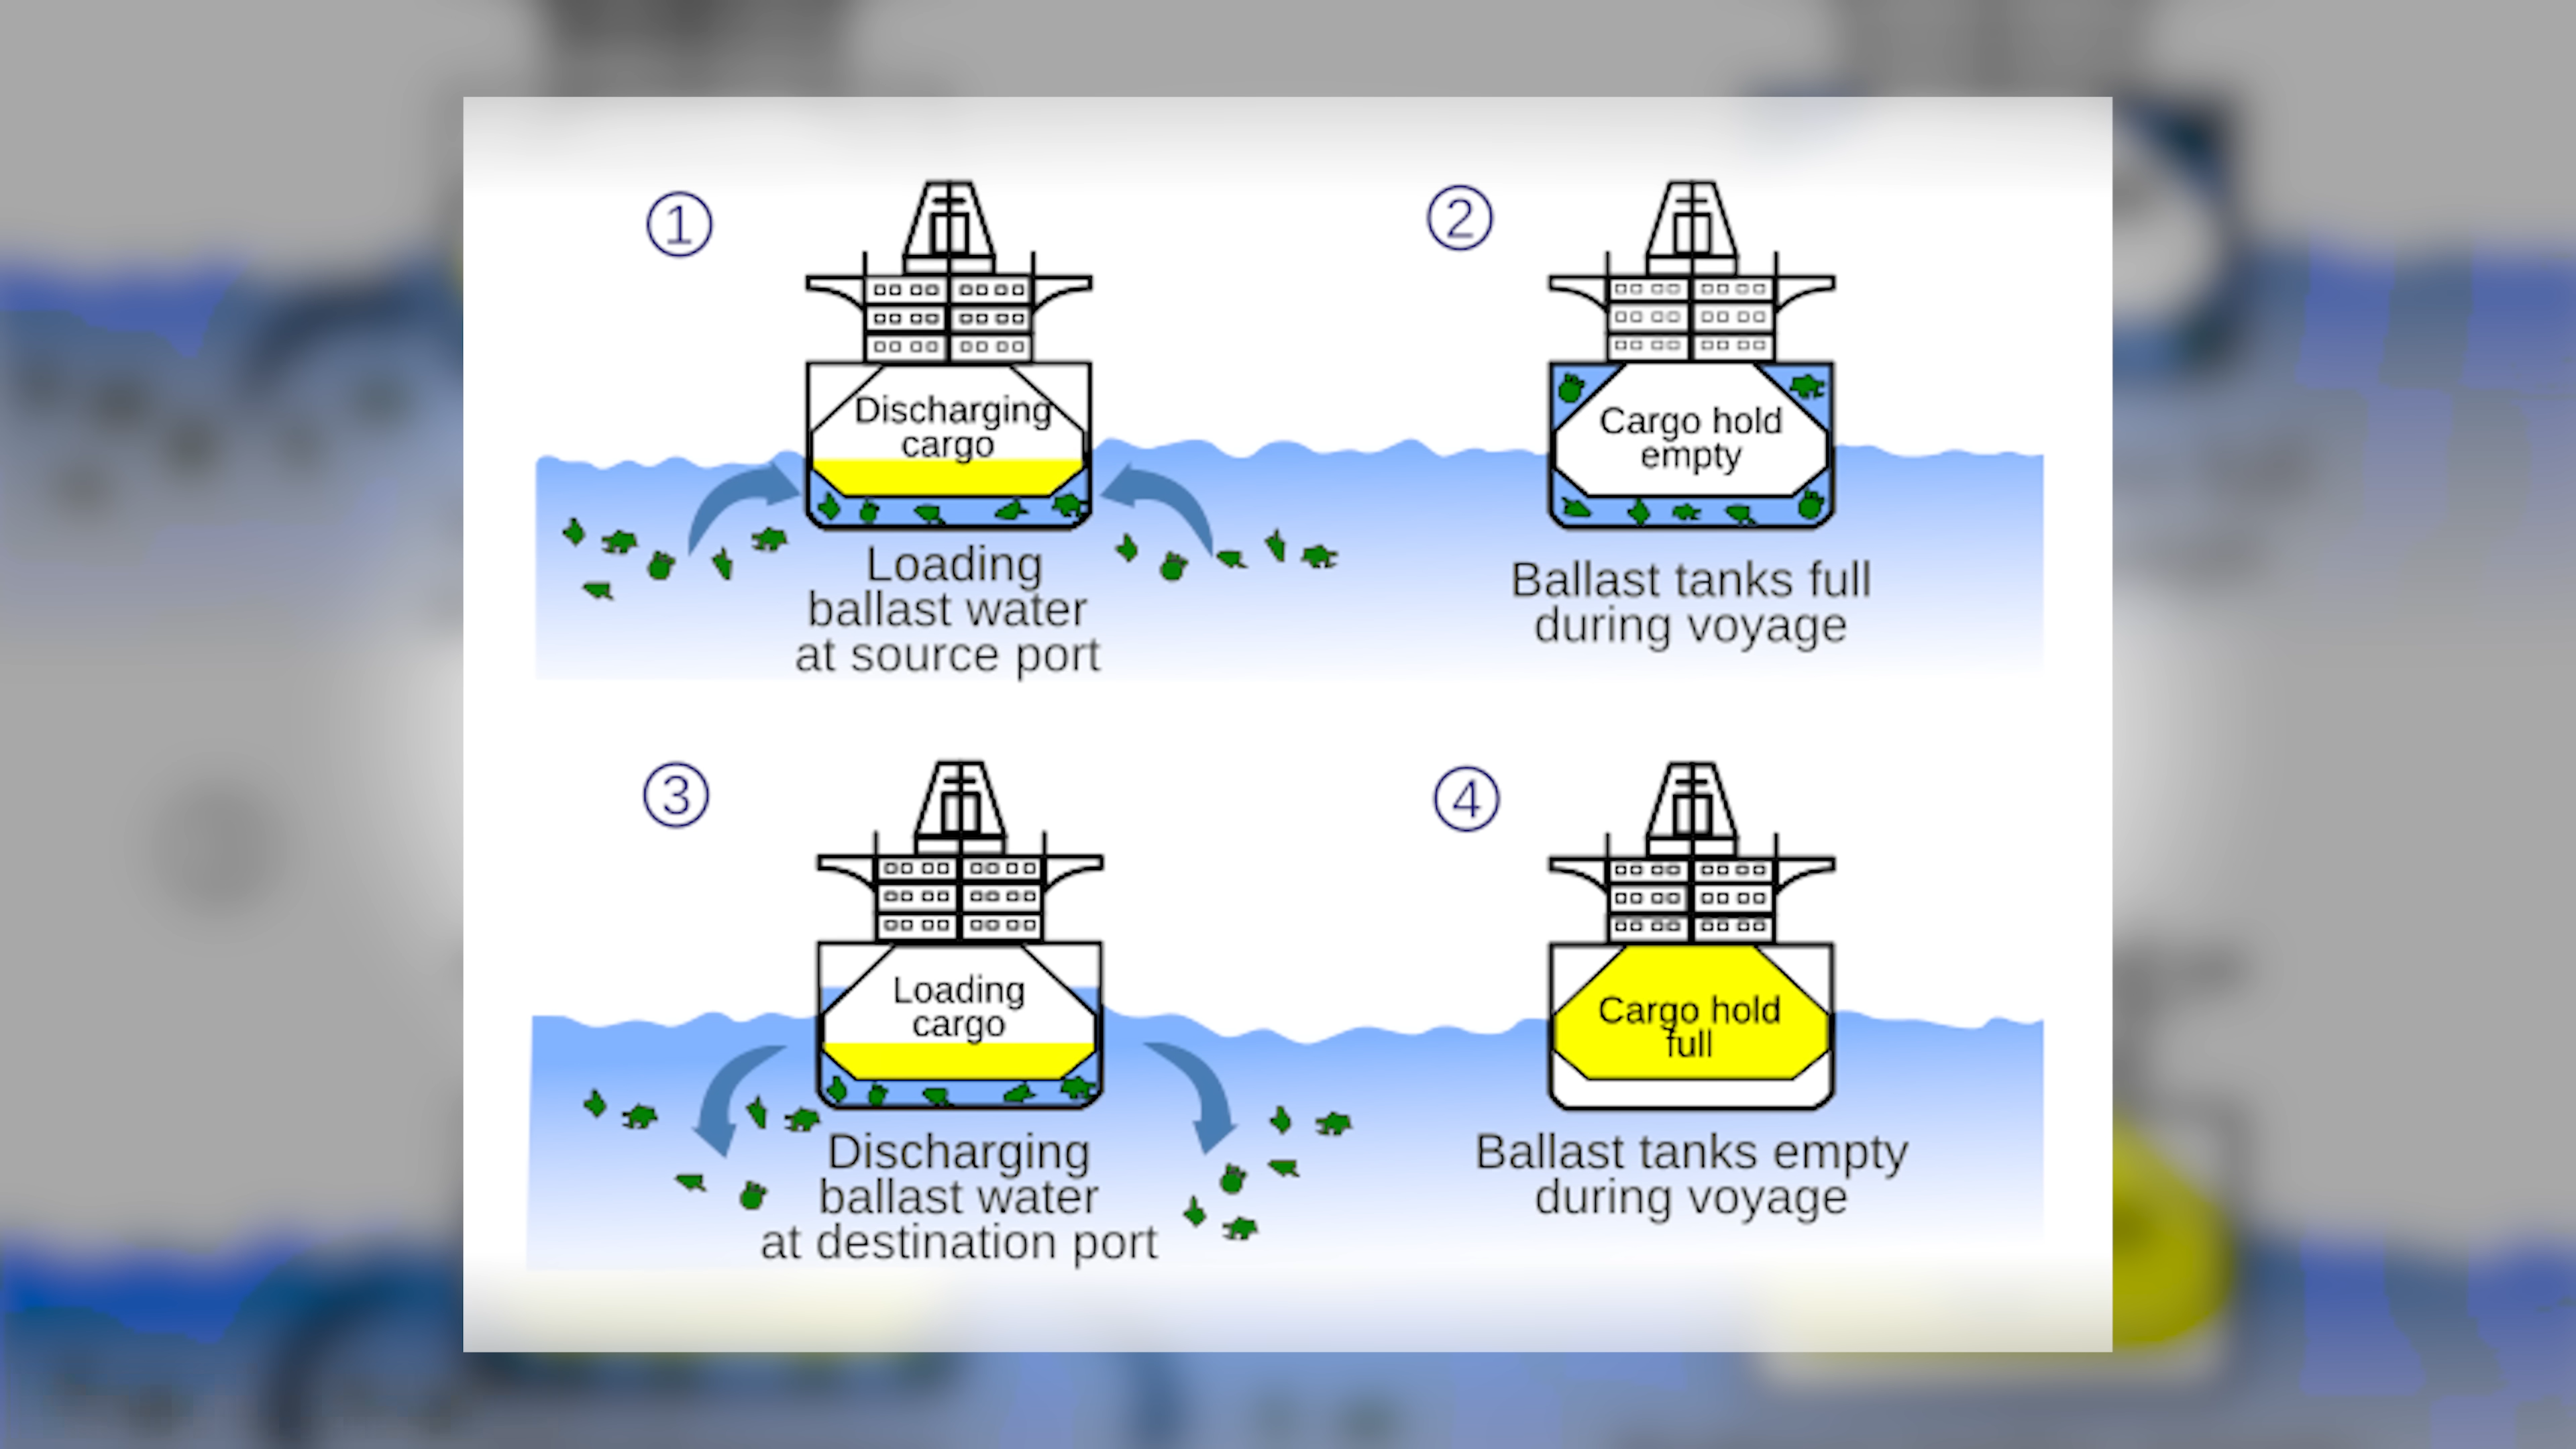 ①
Discharging
cargo
Loading
ballast water
at source port
②
Cargo hold
empty
Ballast tanks full
during voyage
③
Loading
cargo
Discharging
ballast water
at destination port
④
Cargo hold
full
Ballast tanks empty
during voyage